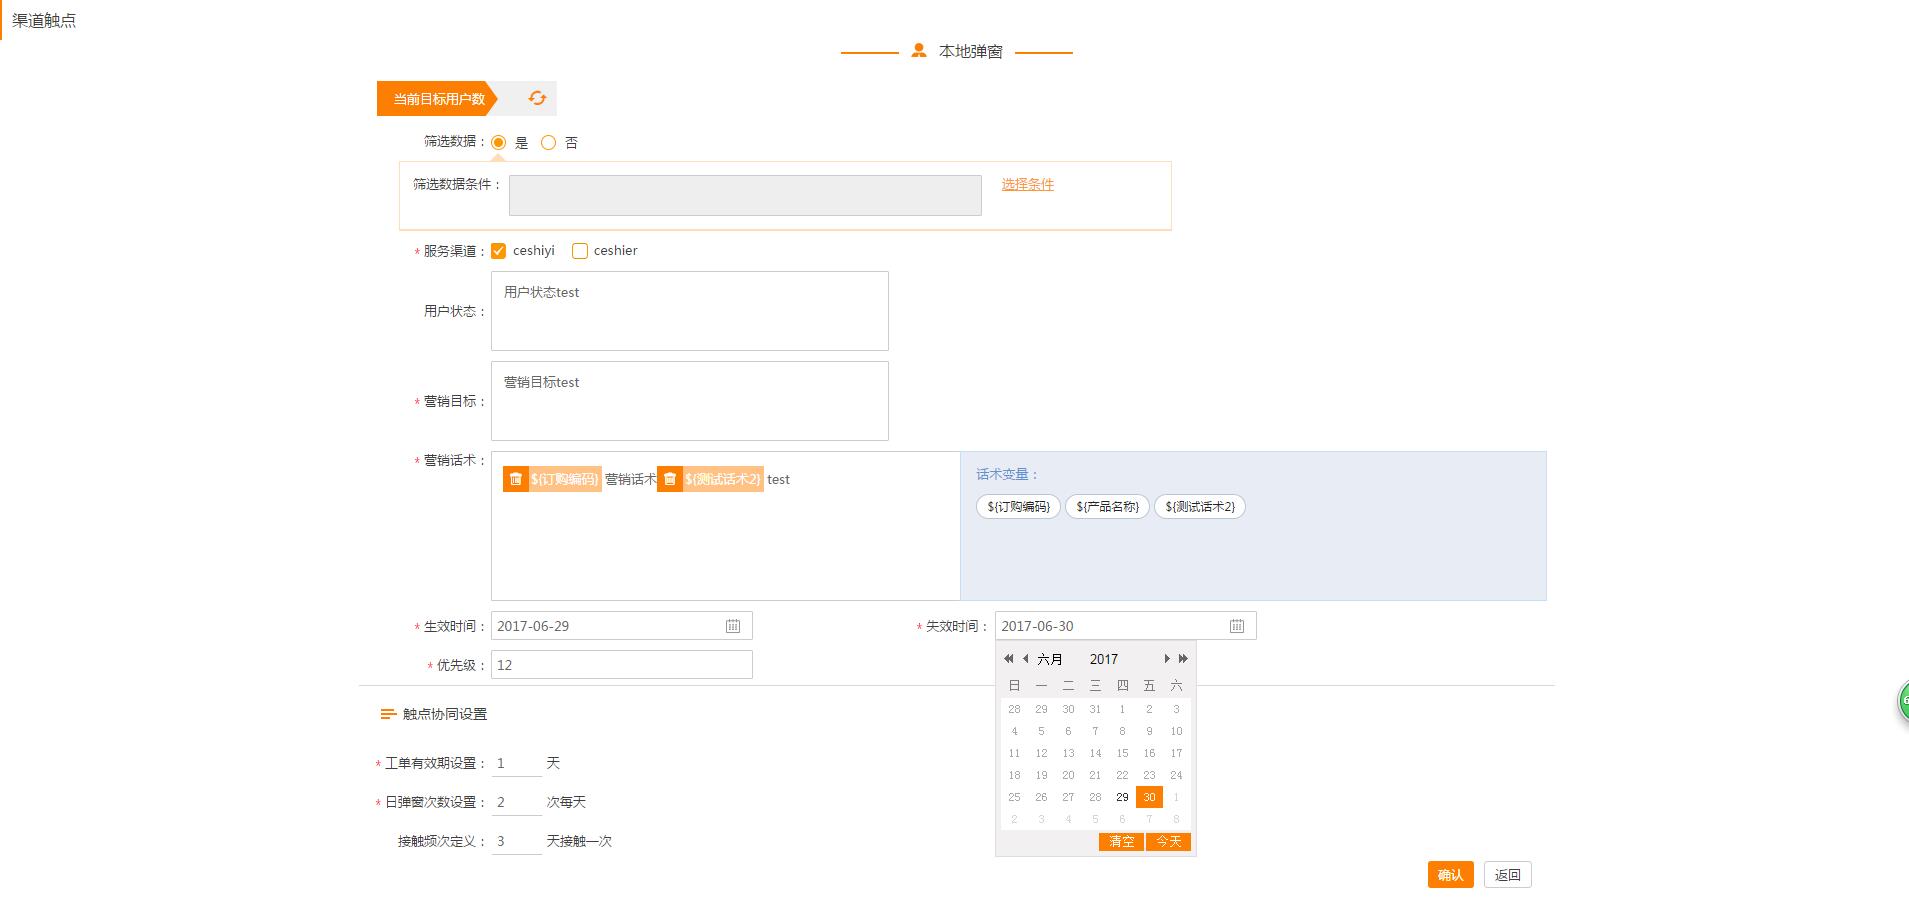 渠道触点
本地弹窗
当前目标用户数
筛选数据： 是 否
筛选数据条件： 选择条件
* 服务渠道： ceshiyi ceshier
用户状态： 用户状态test
* 营销目标： 营销目标test
* 营销话术： ${订购编码} 营销话术 ${测试话术2} test
话术变量：
${订购编码} ${产品名称} ${测试话术2}
* 生效时间： 2017-06-29 * 失效时间： 2017-06-30
* 优先级： 12
六月 2017
日 一 二 三 四 五 六
28 29 30 31 1 2 3
4 5 6 7 8 9 10
11 12 13 14 15 16 17
18 19 20 21 22 23 24
25 26 27 28 29 30 1
2 3 4 5 6 7 8
清空 今天
触点协同设置
* 工单有效期设置： 1 天
* 日弹窗次数设置： 2 次每天
接触频次定义： 3 天接触一次
确认 返回